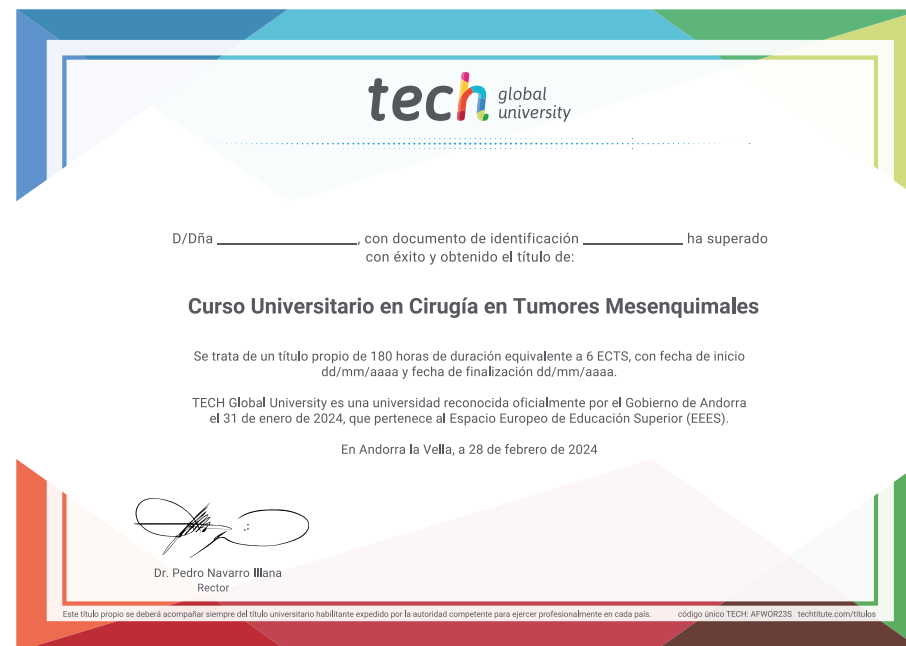 tech global
university
D/Dña ____________________, con documento de identificación ______________ ha superado
con éxito y obtenido el título de:
Curso Universitario en Cirugía en Tumores Mesenquimales
Se trata de un título propio de 180 horas de duración equivalente a 6 ECTS, con fecha de inicio
dd/mm/aaaa y fecha de finalización dd/mm/aaaa.
TECH Global University es una universidad reconocida oficialmente por el Gobierno de Andorra
el 31 de enero de 2024, que pertenece al Espacio Europeo de Educación Superior (EEES).
En Andorra la Vella, a 28 de febrero de 2024
Dr. Pedro Navarro Illana
Rector
Este título propio se deberá acompañar siempre del título universitario habilitante expedido por la autoridad competente para ejercer profesionalmente en cada país. código único TECH: AFWOR23S techtitute.com/titulos